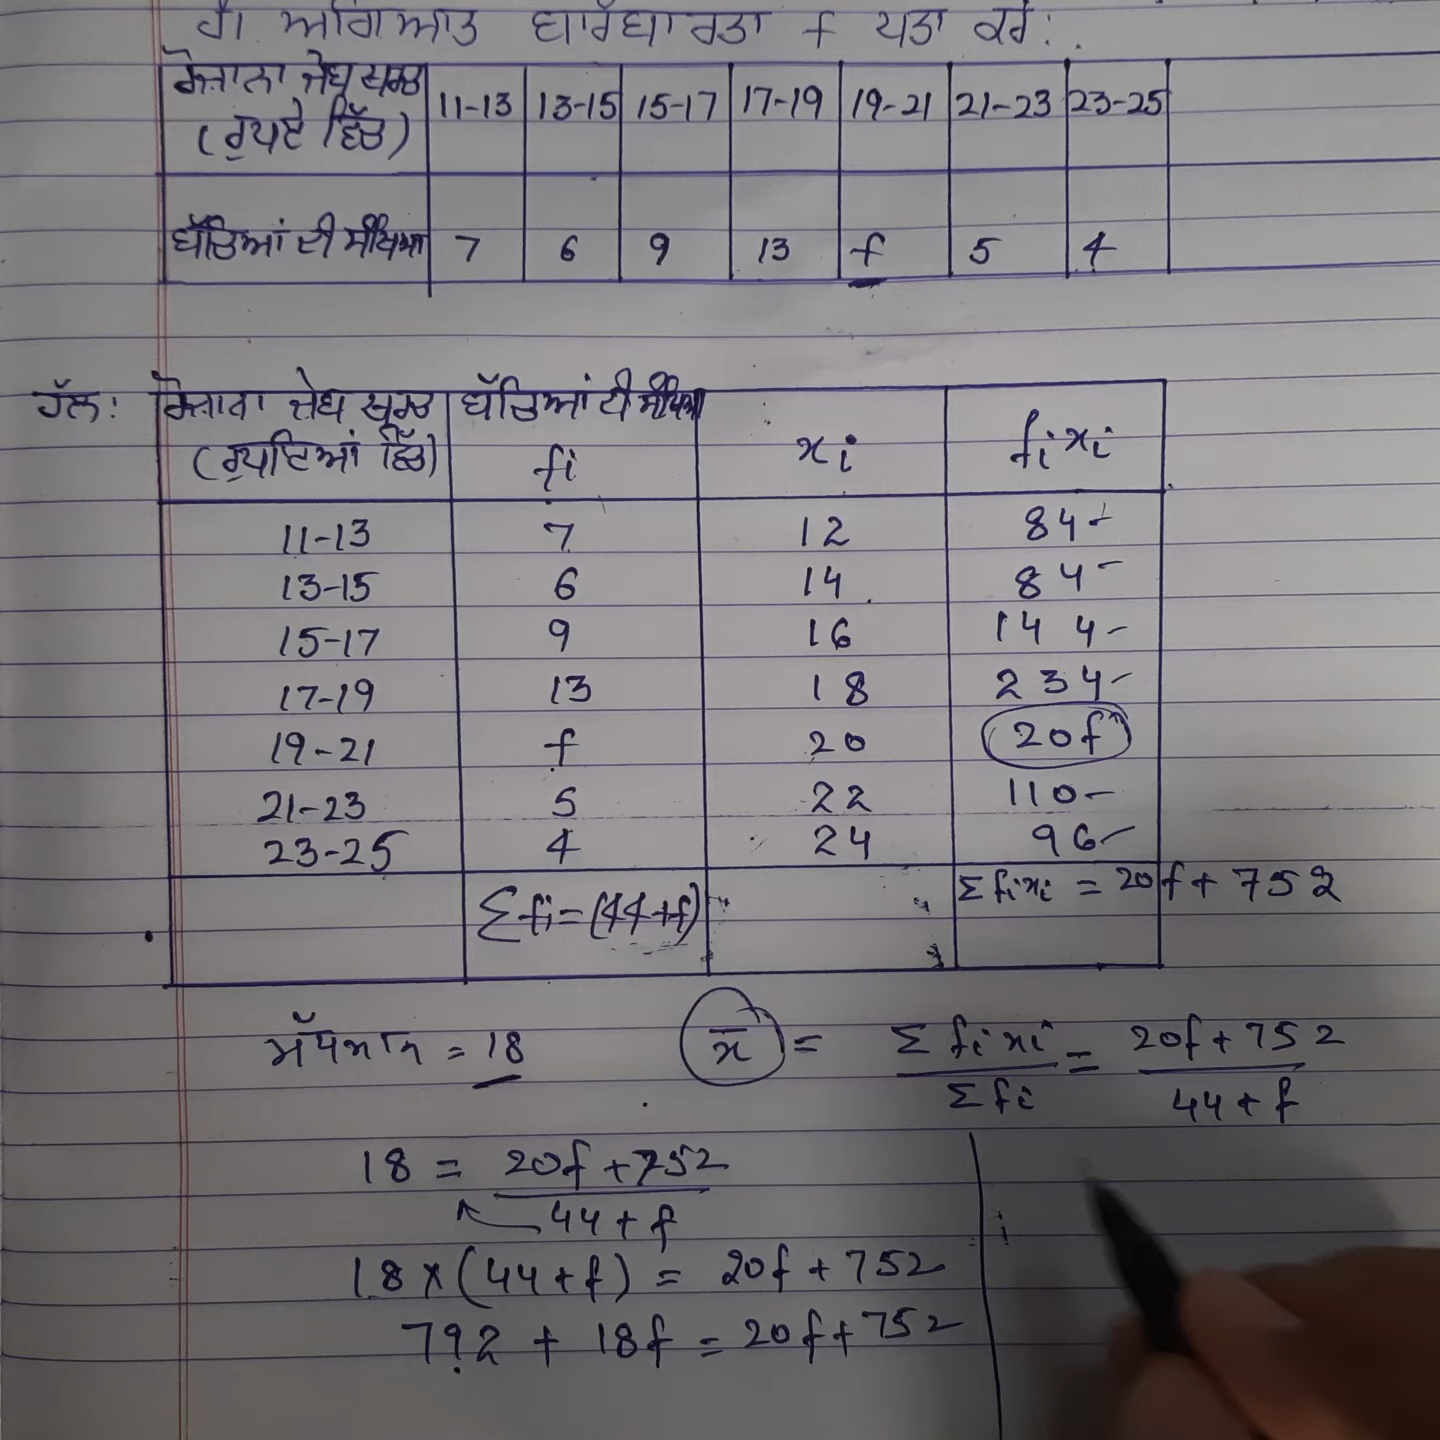 ਹੈ। ਅਗਿਆਤ ਬਾਰੰਬਾਰਤਾ f ਪਤਾ ਕਰੋ:
ਰੋਜ਼ਾਨਾ ਜੇਬ ਖ਼ਰਚ (ਰੁਪਏ ਵਿੱਚ) 11-13 13-15 15-17 17-19 19-21 21-23 23-25
ਬੱਚਿਆਂ ਦੀ ਸੰਖਿਆ 7 6 9 13 f 5 4
ਹੱਲ: ਰੋਜ਼ਾਨਾ ਜੇਬ ਖ਼ਰਚ ਬੱਚਿਆਂ ਦੀ ਸੰਖਿਆ
(ਰੁਪਇਆਂ ਵਿੱਚ) fi xi fixi
11-13 7 12 84
13-15 6 14 84
15-17 9 16 144
17-19 13 18 234
19-21 f 20 20f
21-23 5 22 110
23-25 4 24 96
Σfi=(44+f) Σfixi = 20f+752
ਮੱਧਮਾਨ = 18 x̄ = Σfixi/Σfi = 20f+752/44+f
18 = 20f+752
44+f
18×(44+f) = 20f+752
792 + 18f = 20f+752